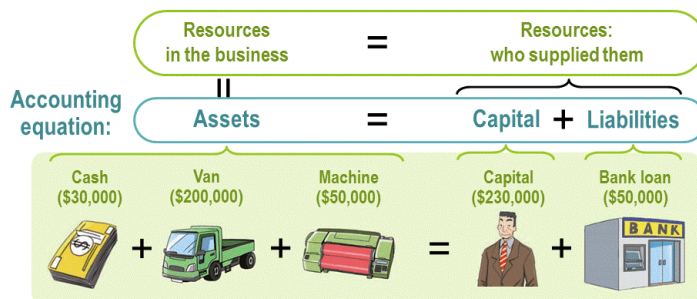 Resources
in the business
=
Resources:
who supplied them
=
Accounting
equation:
Assets
=
Capital + Liabilities
Cash
($30,000)
Van
($200,000)
Machine
($50,000)
Capital
($230,000)
Bank loan
($50,000)
$
+
+
=
+
BANK